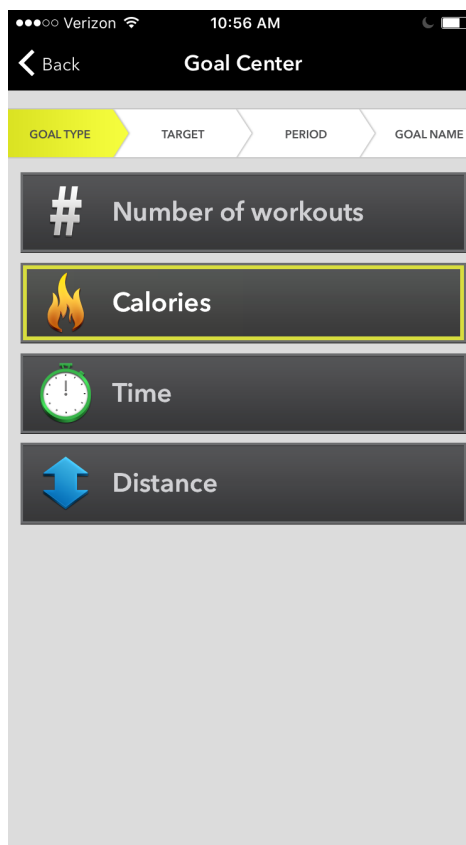 Verizon 10:56 AM
Back Goal Center
GOAL TYPE TARGET PERIOD GOAL NAME
# Number of workouts
Calories
Time
Distance